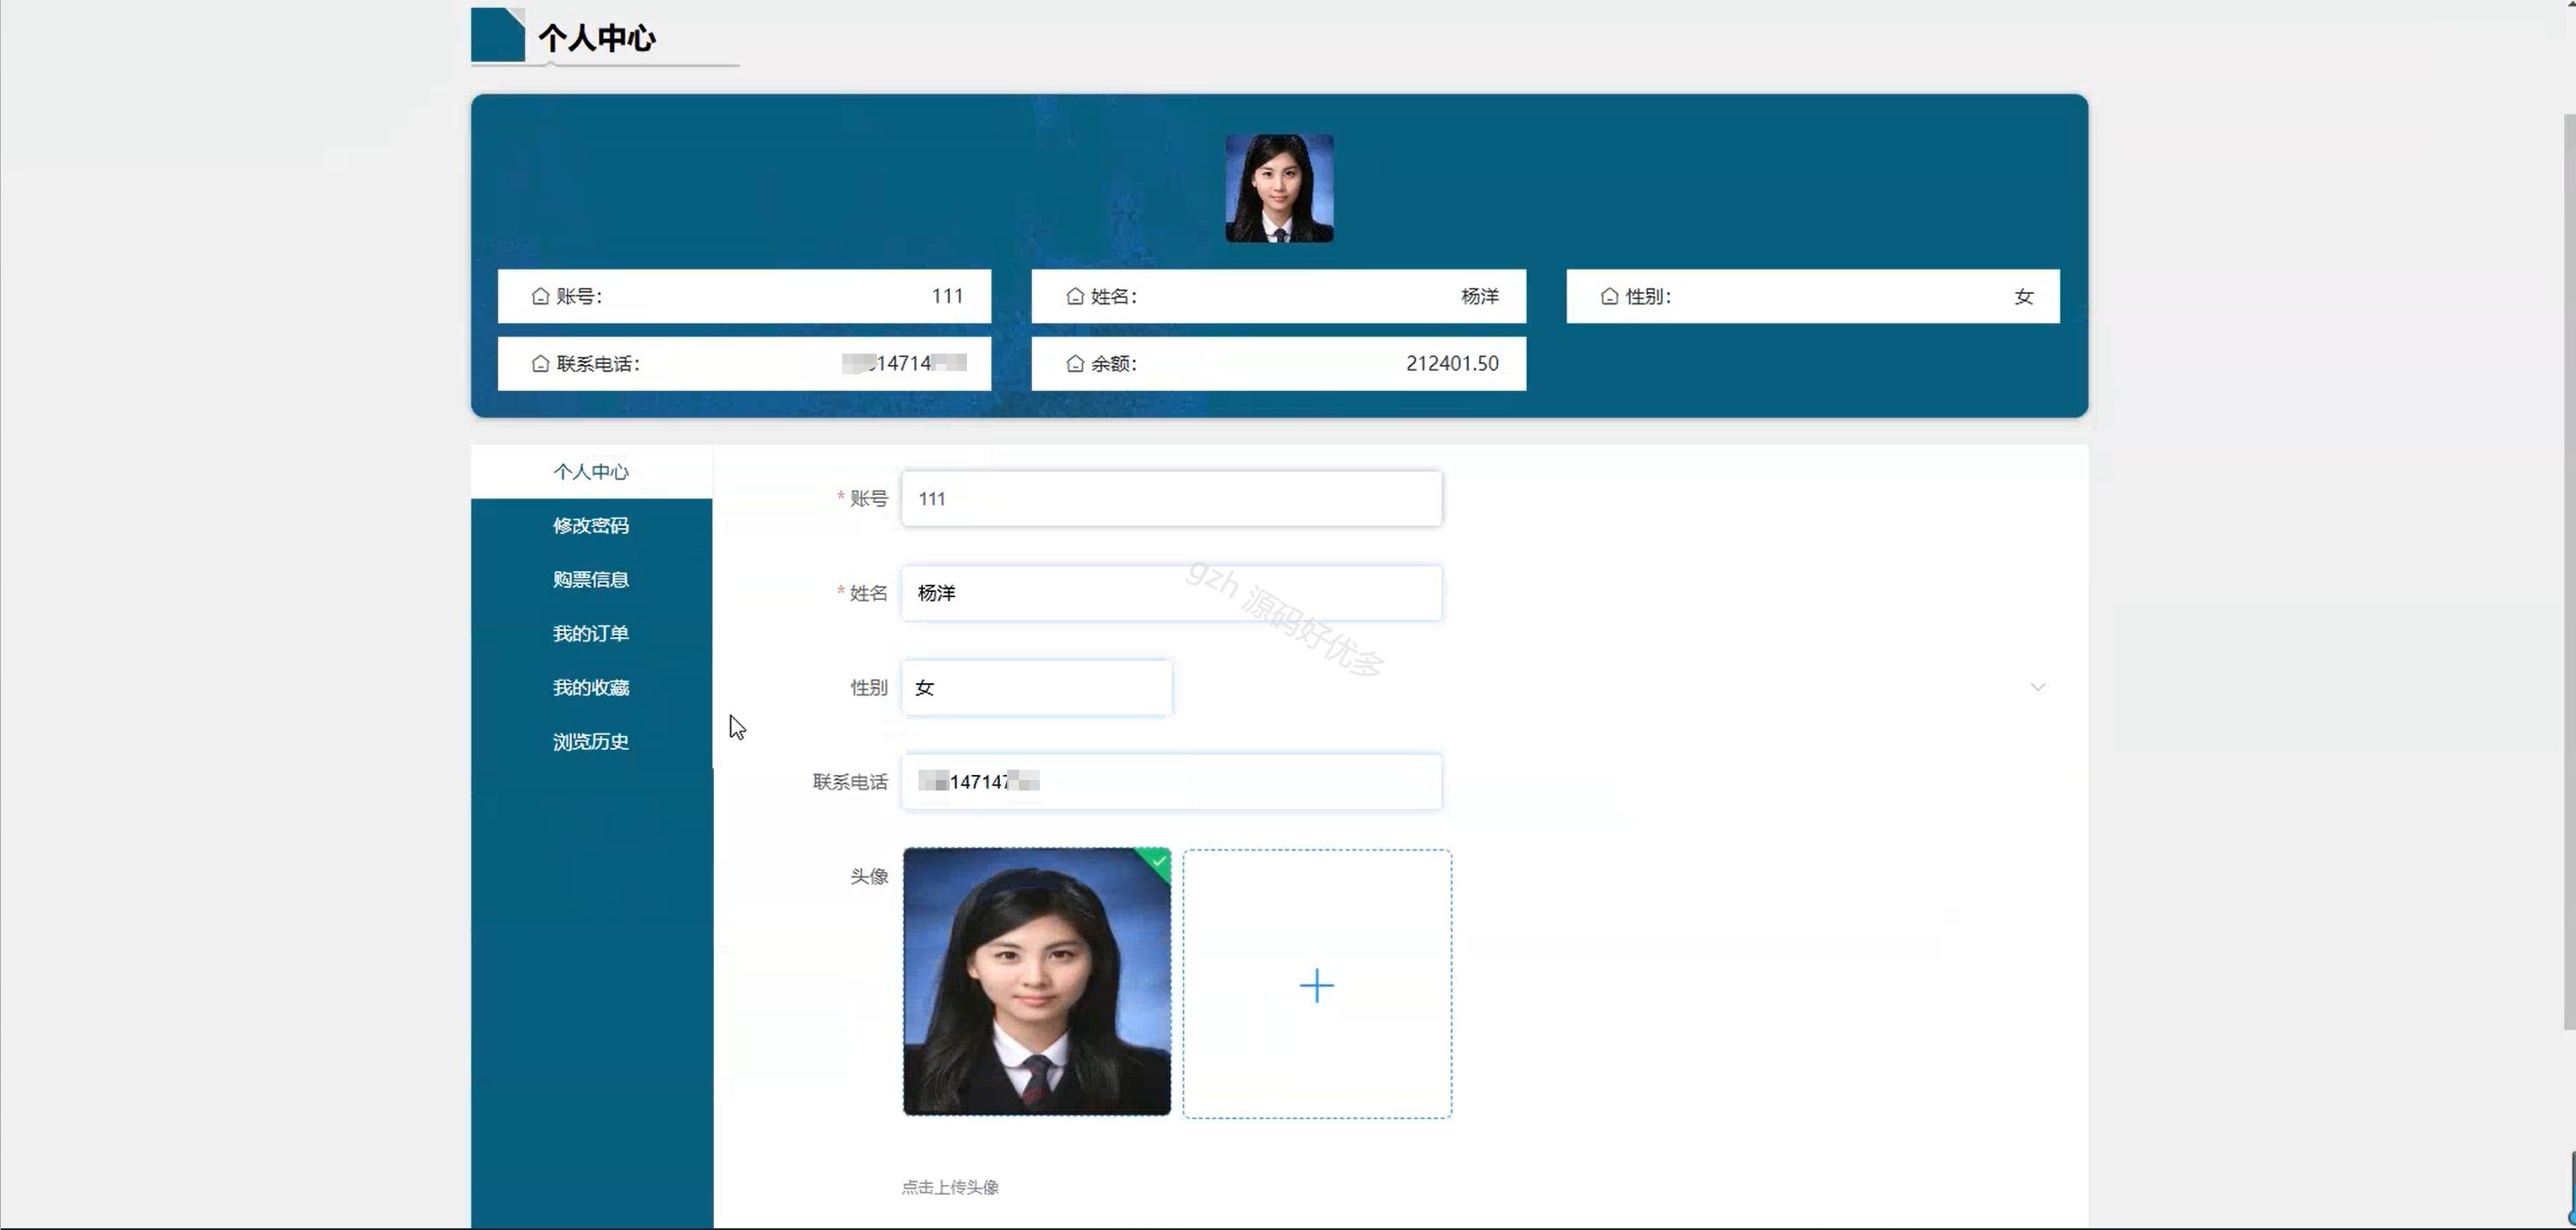 个人中心
账号: 111
姓名: 杨洋
性别: 女
联系电话: 14714
余额: 212401.50
个人中心
修改密码
购票信息
我的订单
我的收藏
浏览历史
* 账号 111
* 姓名 杨洋
性别 女
联系电话 147147
头像
点击上传头像
gzh 源码好优多